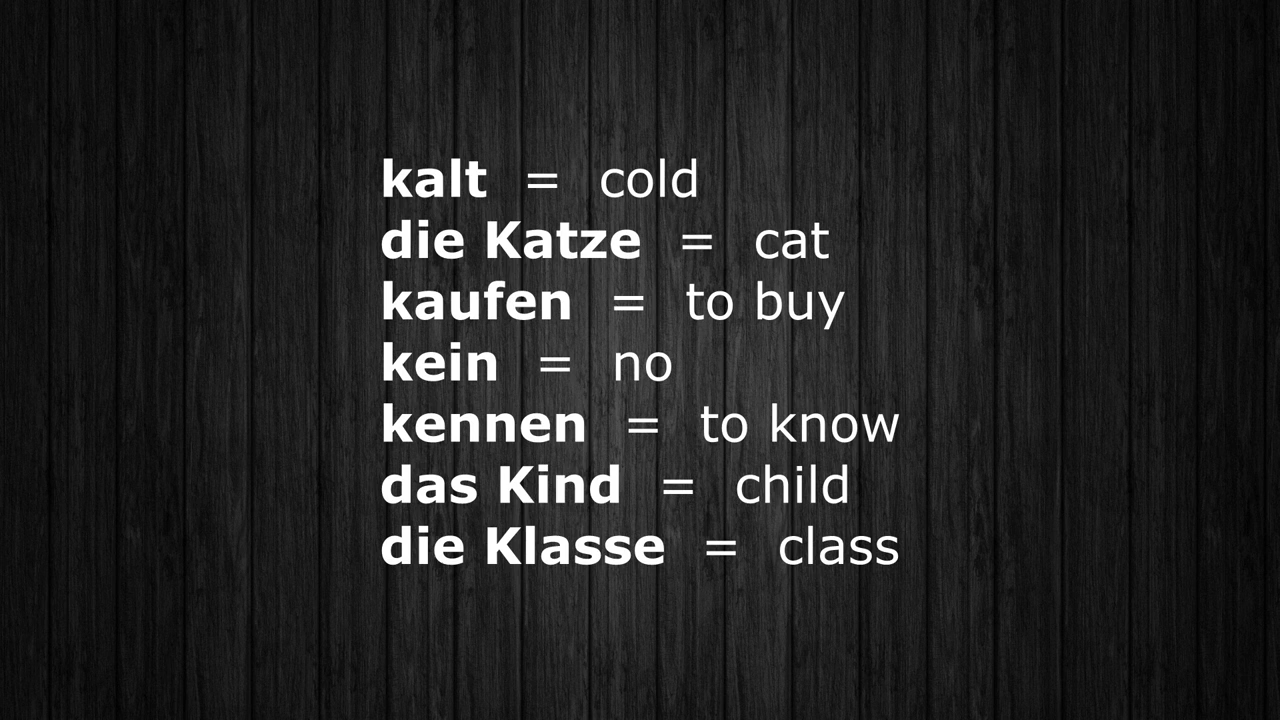 kalt = cold
die Katze = cat
kaufen = to buy
kein = no
kennen = to know
das Kind = child
die Klasse = class